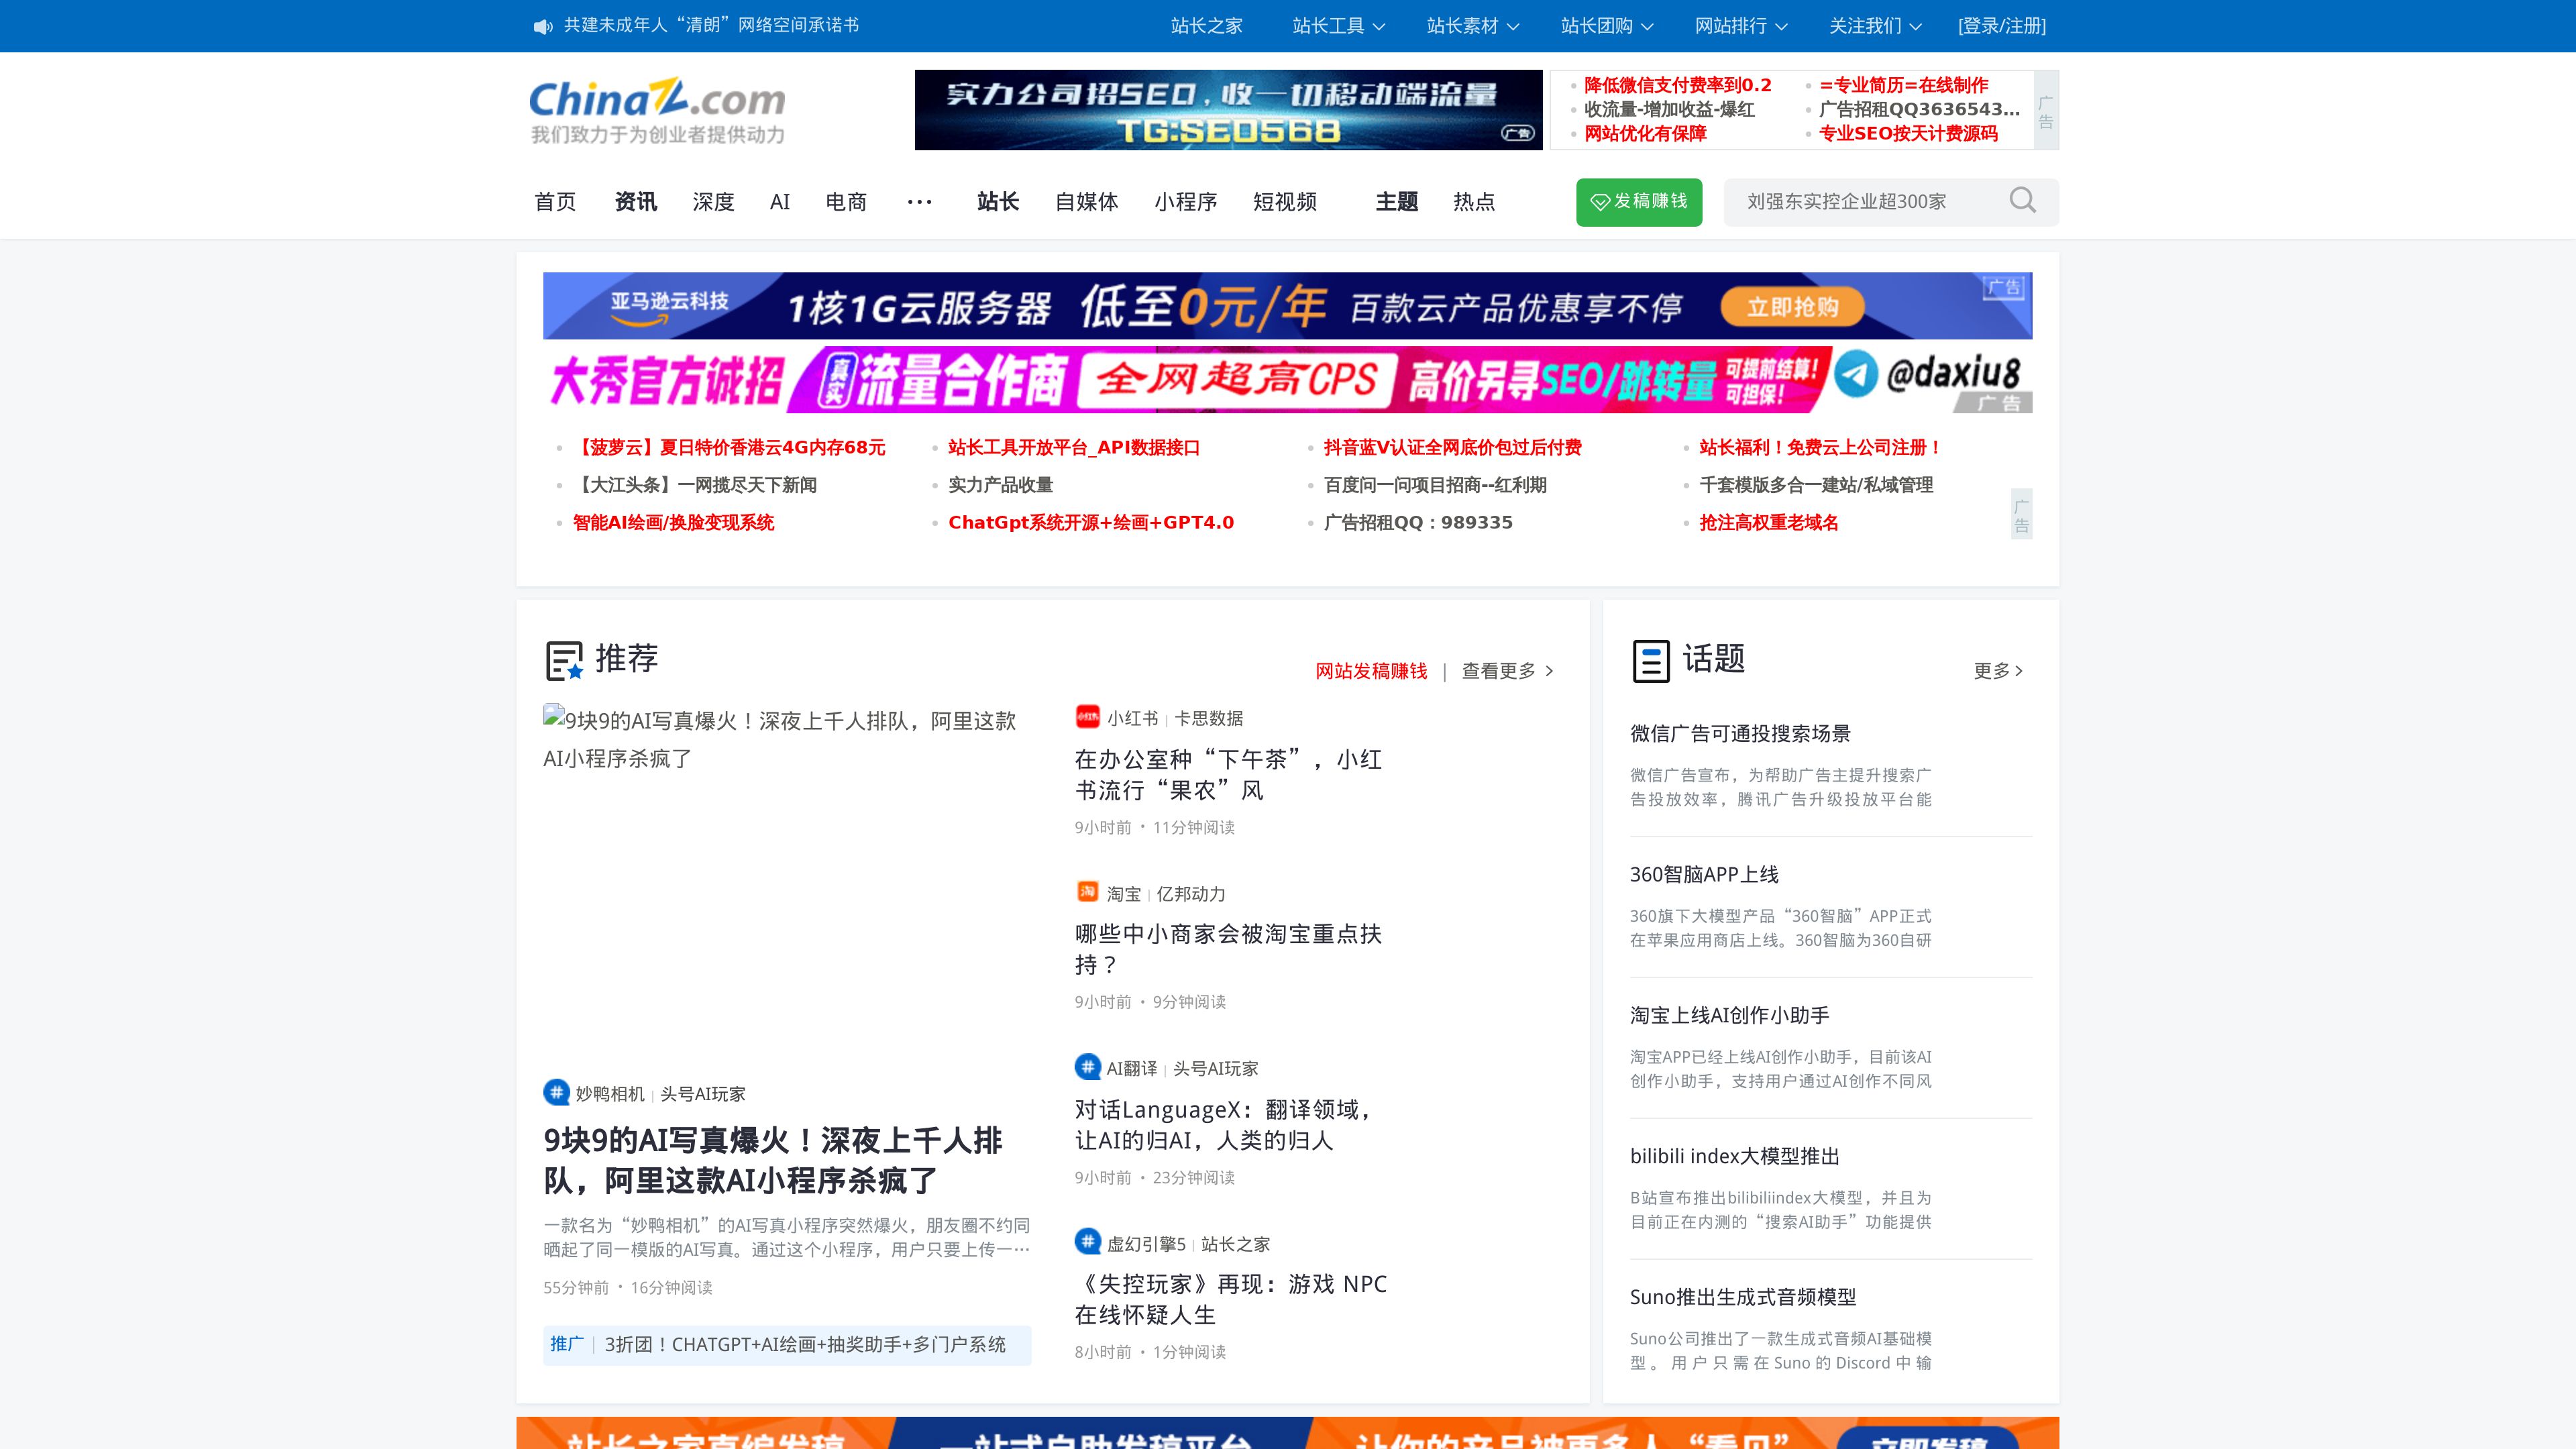 共建未成年人“清朗”网络空间承诺书
站长之家 站长工具 站长素材 站长团购 网站排行 关注我们 [登录/注册]
ChinaZ.com
我们致力于为创业者提供动力
实力公司招SEO，收一切移动端流量
TG:SEO568
广告
降低微信支付费率到0.2 =专业简历=在线制作
收流量-增加收益-爆红 广告招租QQ3636543...
网站优化有保障 专业SEO按天计费源码
广告
首页 资讯 深度 AI 电商 ··· 站长 自媒体 小程序 短视频 主题 热点
发稿赚钱
刘强东实控企业超300家
亚马逊云科技 1核1G云服务器 低至0元/年 百款云产品优惠享不停 立即抢购 广告
大秀官方诚招 真实流量合作商 全网超高CPS 高价另寻SEO/跳转量 可提前结算! 可担保! @daxiu8
广告
【菠萝云】夏日特价香港云4G内存68元 站长工具开放平台_API数据接口 抖音蓝V认证全网底价包过后付费 站长福利！免费云上公司注册！
【大江头条】一网揽尽天下新闻 实力产品收量 百度问一问项目招商--红利期 千套模版多合一建站/私域管理
智能AI绘画/换脸变现系统 ChatGpt系统开源+绘画+GPT4.0 广告招租QQ：989335 抢注高权重老域名
广告
推荐
网站发稿赚钱 | 查看更多 >
9块9的AI写真爆火！深夜上千人排队，阿里这款
AI小程序杀疯了
妙鸭相机 | 头号AI玩家
9块9的AI写真爆火！深夜上千人排
队，阿里这款AI小程序杀疯了
一款名为“妙鸭相机”的AI写真小程序突然爆火，朋友圈不约同
晒起了同一模版的AI写真。通过这个小程序，用户只要上传一…
55分钟前 · 16分钟阅读
推广 | 3折团！CHATGPT+AI绘画+抽奖助手+多门户系统
小红书 | 卡思数据
在办公室种“下午茶”，小红
书流行“果农”风
9小时前 · 11分钟阅读
淘宝 | 亿邦动力
哪些中小商家会被淘宝重点扶
持？
9小时前 · 9分钟阅读
AI翻译 | 头号AI玩家
对话LanguageX：翻译领域，
让AI的归AI，人类的归人
9小时前 · 23分钟阅读
虚幻引擎5 | 站长之家
《失控玩家》再现：游戏 NPC
在线怀疑人生
8小时前 · 1分钟阅读
话题
更多 >
微信广告可通投搜索场景
微信广告宣布，为帮助广告主提升搜索广
告投放效率，腾讯广告升级投放平台能
360智脑APP上线
360旗下大模型产品“360智脑”APP正式
在苹果应用商店上线。360智脑为360自研
淘宝上线AI创作小助手
淘宝APP已经上线AI创作小助手，目前该AI
创作小助手，支持用户通过AI创作不同风
bilibili index大模型推出
B站宣布推出bilibiliindex大模型，并且为
目前正在内测的“搜索AI助手”功能提供
Suno推出生成式音频模型
Suno公司推出了一款生成式音频AI基础模
型。用户只需在Suno的Discord中输
站长之家直编发稿 一站式自助发稿平台 让你的产品被更多人“看见” 立即发稿